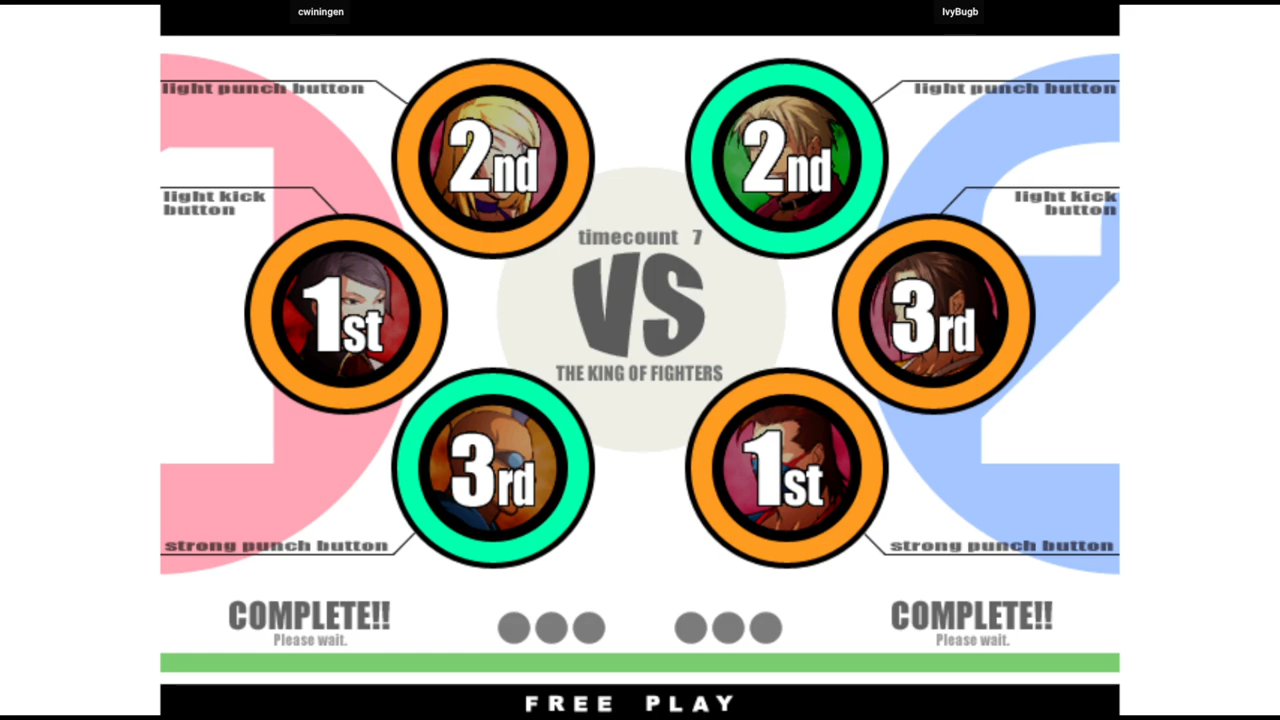 cwiningen
IvyBugb
light punch button
light punch button
2nd
2nd
light kick
button
light kick
button
timecount 7
VS
THE KING OF FIGHTERS
1st
3rd
3rd
1st
strong punch button
strong punch button
COMPLETE!!
Please wait.
COMPLETE!!
Please wait.
FREE PLAY
1
2